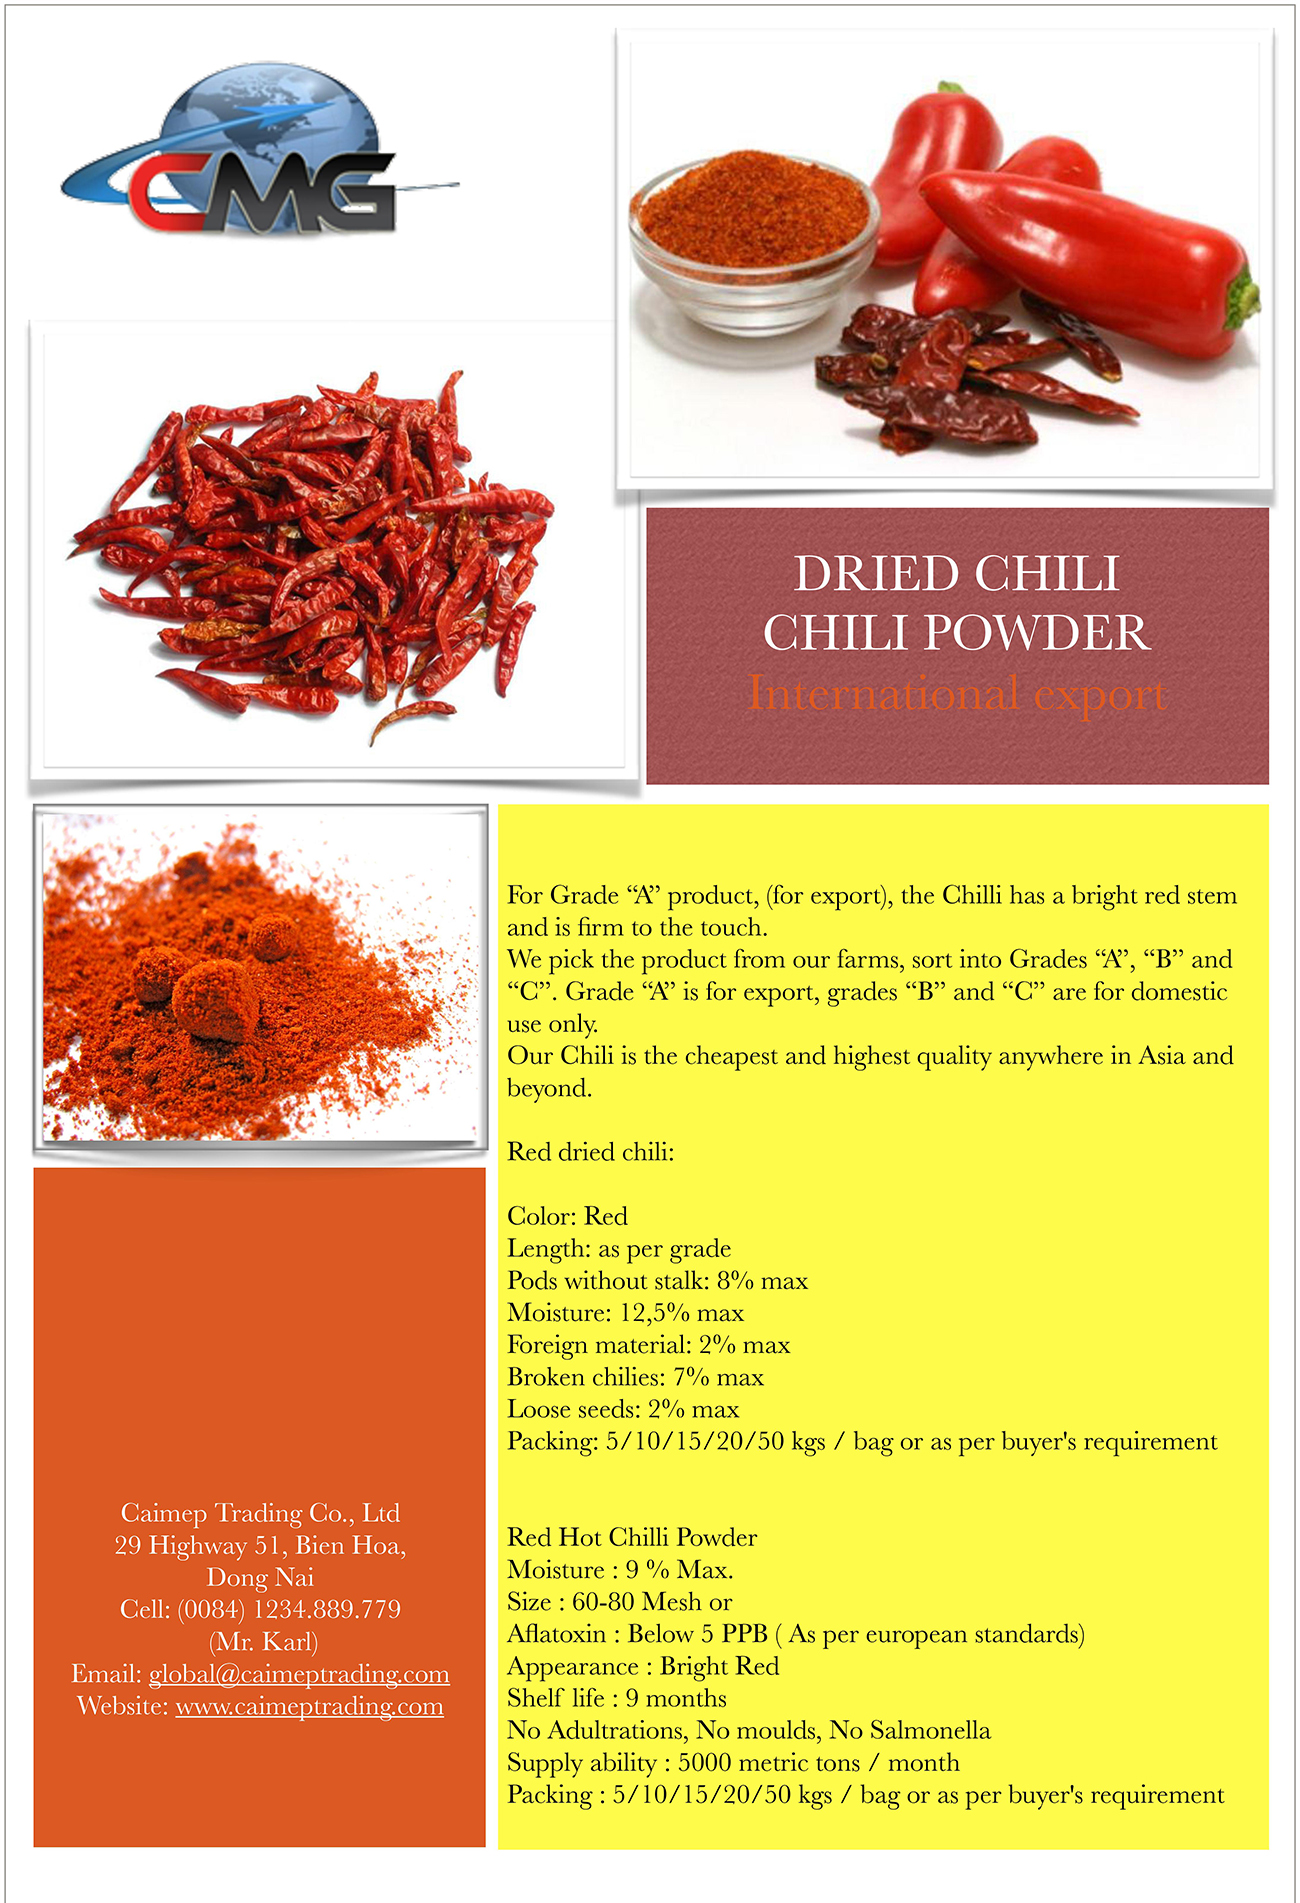 CMG
DRIED CHILI
CHILI POWDER
International export
For Grade “A” product, (for export), the Chilli has a bright red stem
and is firm to the touch.
We pick the product from our farms, sort into Grades “A”, “B” and
“C”. Grade “A” is for export, grades “B” and “C” are for domestic
use only.
Our Chili is the cheapest and highest quality anywhere in Asia and
beyond.
Red dried chili:
Color: Red
Length: as per grade
Pods without stalk: 8% max
Moisture: 12,5% max
Foreign material: 2% max
Broken chilies: 7% max
Loose seeds: 2% max
Packing: 5/10/15/20/50 kgs / bag or as per buyer's requirement
Red Hot Chilli Powder
Moisture : 9 % Max.
Size : 60-80 Mesh or
Aflatoxin : Below 5 PPB ( As per european standards)
Appearance : Bright Red
Shelf life : 9 months
No Adultrations, No moulds, No Salmonella
Supply ability : 5000 metric tons / month
Packing : 5/10/15/20/50 kgs / bag or as per buyer's requirement
Caimep Trading Co., Ltd
29 Highway 51, Bien Hoa,
Dong Nai
Cell: (0084) 1234.889.779
(Mr. Karl)
Email: global@caimeptrading.com
Website: www.caimeptrading.com